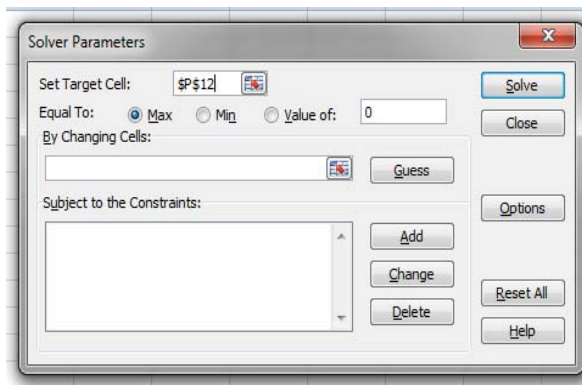 Solver Parameters
X
Set Target Cell: $P$12
Solve
Equal To: Max Min Value of: 0
Close
By Changing Cells:
Guess
Subject to the Constraints:
Options
Add
Change
Reset All
Delete
Help